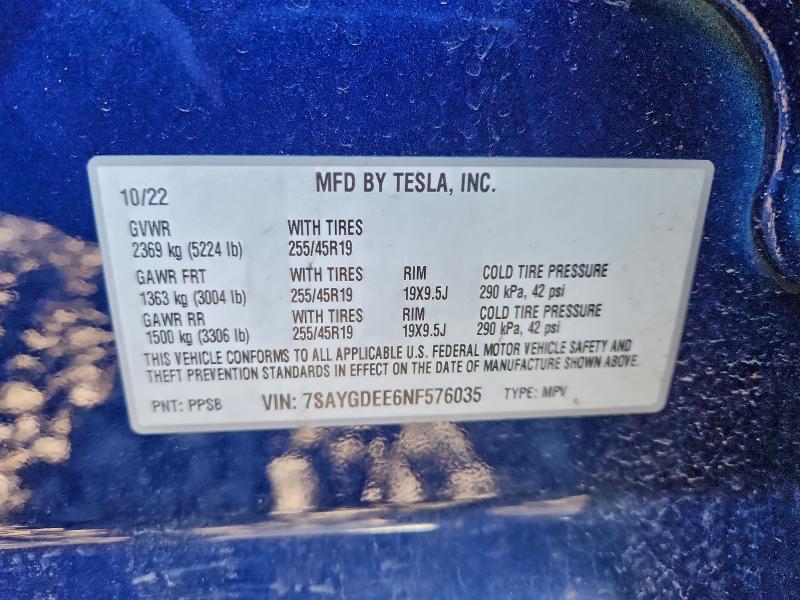 MFD BY TESLA, INC.
10/22
GVWR WITH TIRES
2369 kg (5224 lb) 255/45R19
GAWR FRT WITH TIRES RIM COLD TIRE PRESSURE
1363 kg (3004 lb) 255/45R19 19X9.5J 290 kPa, 42 psi
GAWR RR WITH TIRES RIM COLD TIRE PRESSURE
1500 kg (3306 lb) 255/45R19 19X9.5J 290 kPa, 42 psi
THIS VEHICLE CONFORMS TO ALL APPLICABLE U.S. FEDERAL MOTOR VEHICLE SAFETY AND
THEFT PREVENTION STANDARDS IN EFFECT ON THE DATE OF MANUFACTURE SHOWN ABOVE.
PNT: PPSB VIN: 7SAYGDEE6NF576035 TYPE: MPV